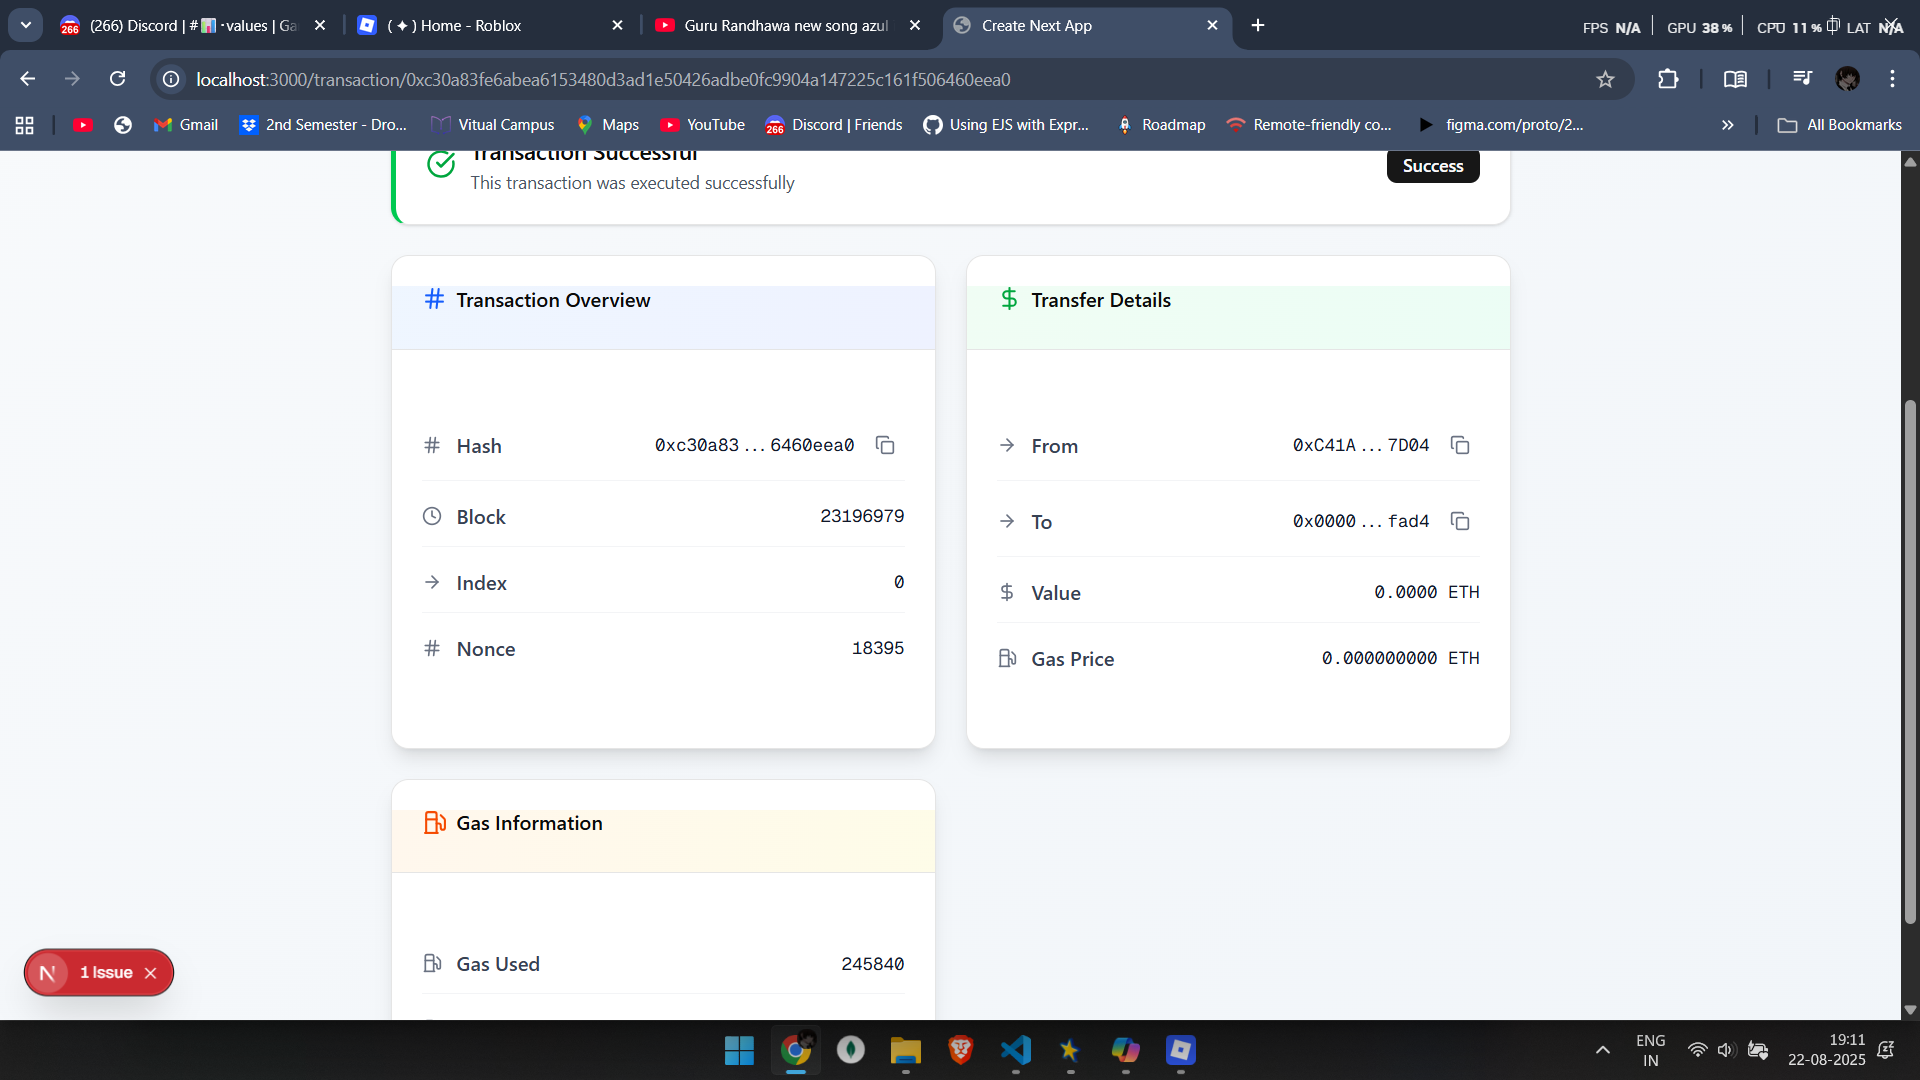 (266) Discord | # 📊・values | Ga
( ✦ ) Home - Roblox
Guru Randhawa new song azul
Create Next App
FPS N/A
GPU 38 %
CPU 11 %
LAT N/A
localhost:3000/transaction/0xc30a83fe6abea6153480d3ad1e50426adbe0fc9904a147225c161f506460eea0
Gmail
2nd Semester - Dro...
Vitual Campus
Maps
YouTube
Discord | Friends
Using EJS with Expr...
Roadmap
Remote-friendly co...
figma.com/proto/2...
All Bookmarks
Transaction Successful
This transaction was executed successfully
Success
Transaction Overview
Hash
0xc30a83...6460eea0
Block
23196979
Index
0
Nonce
18395
Transfer Details
From
0xC41A...7D04
To
0x0000...fad4
Value
0.0000 ETH
Gas Price
0.000000000 ETH
Gas Information
Gas Used
245840
N
1 Issue
ENG
IN
19:11
22-08-2025